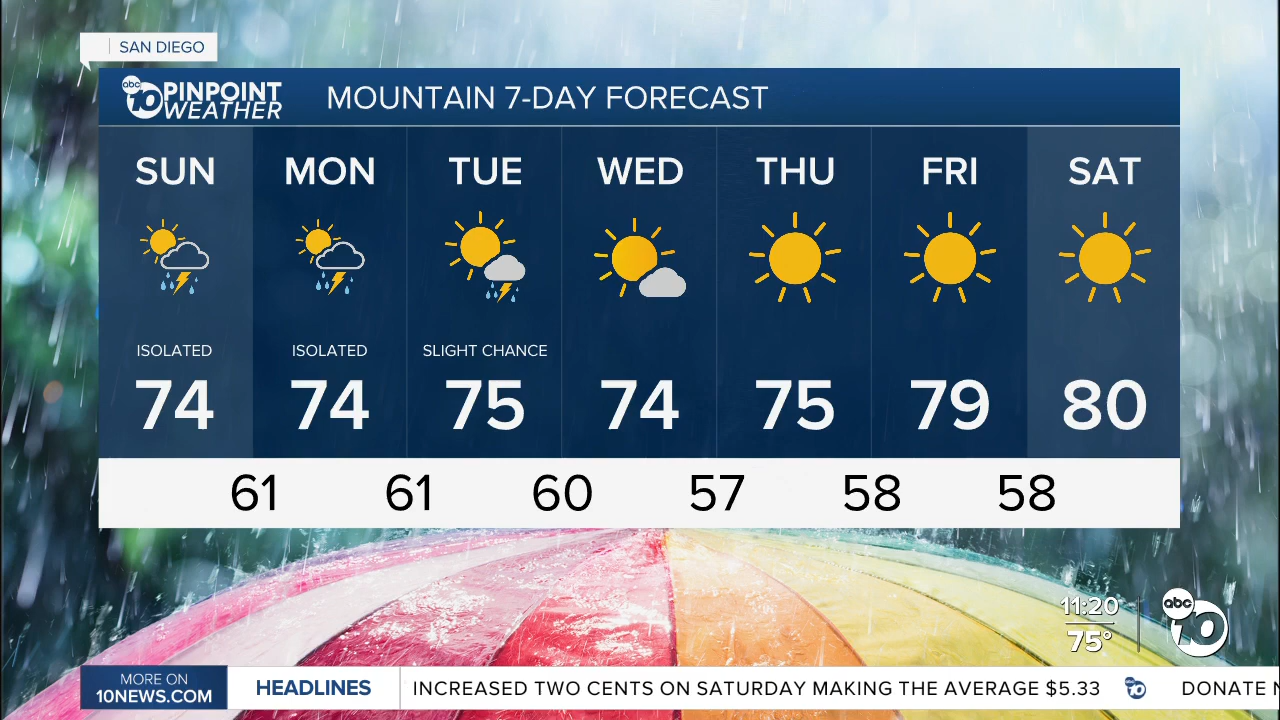 SAN DIEGO
abc 10 PINPOINT WEATHER
MOUNTAIN 7-DAY FORECAST
SUN MON TUE WED THU FRI SAT
ISOLATED ISOLATED SLIGHT CHANCE
74 74 75 74 75 79 80
61 61 60 57 58 58
11:20
75°
abc 10
MORE ON
10NEWS.COM
HEADLINES
INCREASED TWO CENTS ON SATURDAY MAKING THE AVERAGE $5.33 abc 10 DONATE